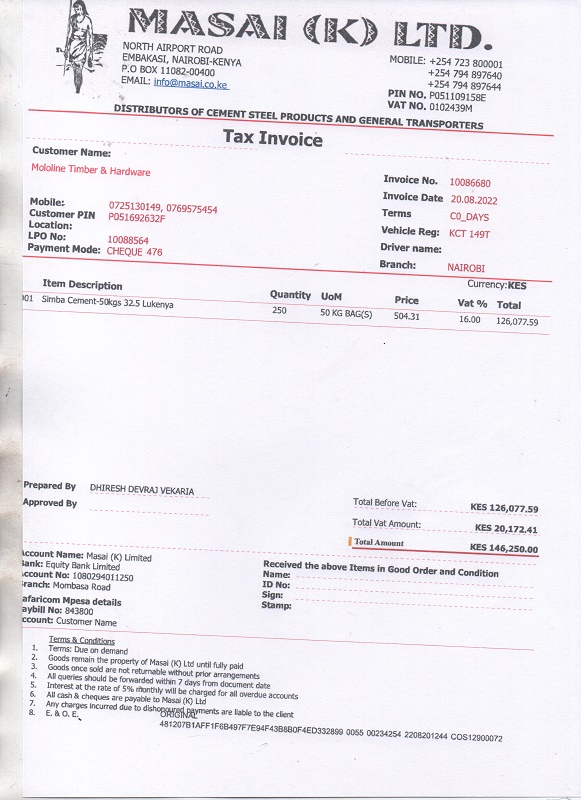 MASAI (K) LTD.
NORTH AIRPORT ROAD
EMBAKASI, NAIROBI-KENYA
P.O BOX 11082-00400
EMAIL: info@masai.co.ke
MOBILE: +254 723 800001
+254 794 897640
+254 794 897644
PIN NO. P051109158E
VAT NO. 0102439M
DISTRIBUTORS OF CEMENT STEEL PRODUCTS AND GENERAL TRANSPORTERS
Tax Invoice
Customer Name:
Mololine Timber & Hardware
Mobile: 0725130149, 0769575454
Customer PIN P051692632F
Location:
LPO No: 10088564
Payment Mode: CHEQUE 476
Invoice No. 10086680
Invoice Date 20.08.2022
Terms C0_DAYS
Vehicle Reg: KCT 149T
Driver name:
Branch: NAIROBI
Currency:KES
Item Description Quantity UoM Price Vat % Total
001 Simba Cement-50kgs 32.5 Lukenya 250 50 KG BAG(S) 504.31 16.00 126,077.59
Prepared By DHIRESH DEVRAJ VEKARIA
Approved By
Total Before Vat: KES 126,077.59
Total Vat Amount: KES 20,172.41
Total Amount KES 146,250.00
Account Name: Masai (K) Limited
Bank: Equity Bank Limited
Account No: 1080294011250
Branch: Mombasa Road
Safaricom Mpesa details
Paybill No: 843800
Account: Customer Name
Received the above Items in Good Order and Condition
Name:
ID No:
Sign:
Stamp:
Terms & Conditions
1. Terms: Due on demand
2. Goods remain the property of Masai (K) Ltd until fully paid
3. Goods once sold are not returnable without prior arrangements
4. All queries should be forwarded within 7 days from document date
5. Interest at the rate of 5% monthly will be charged for all overdue accounts
6. All cash & cheques are payable to Masai (K) Ltd
7. Any charges incurred due to dishonoured payments are liable to the client
8. E. & O. E.
ORIGINAL
481207B1AFF1F6B497F7E94F43B8B0F4ED332899 0055 00234254 2208201244 COS12900072